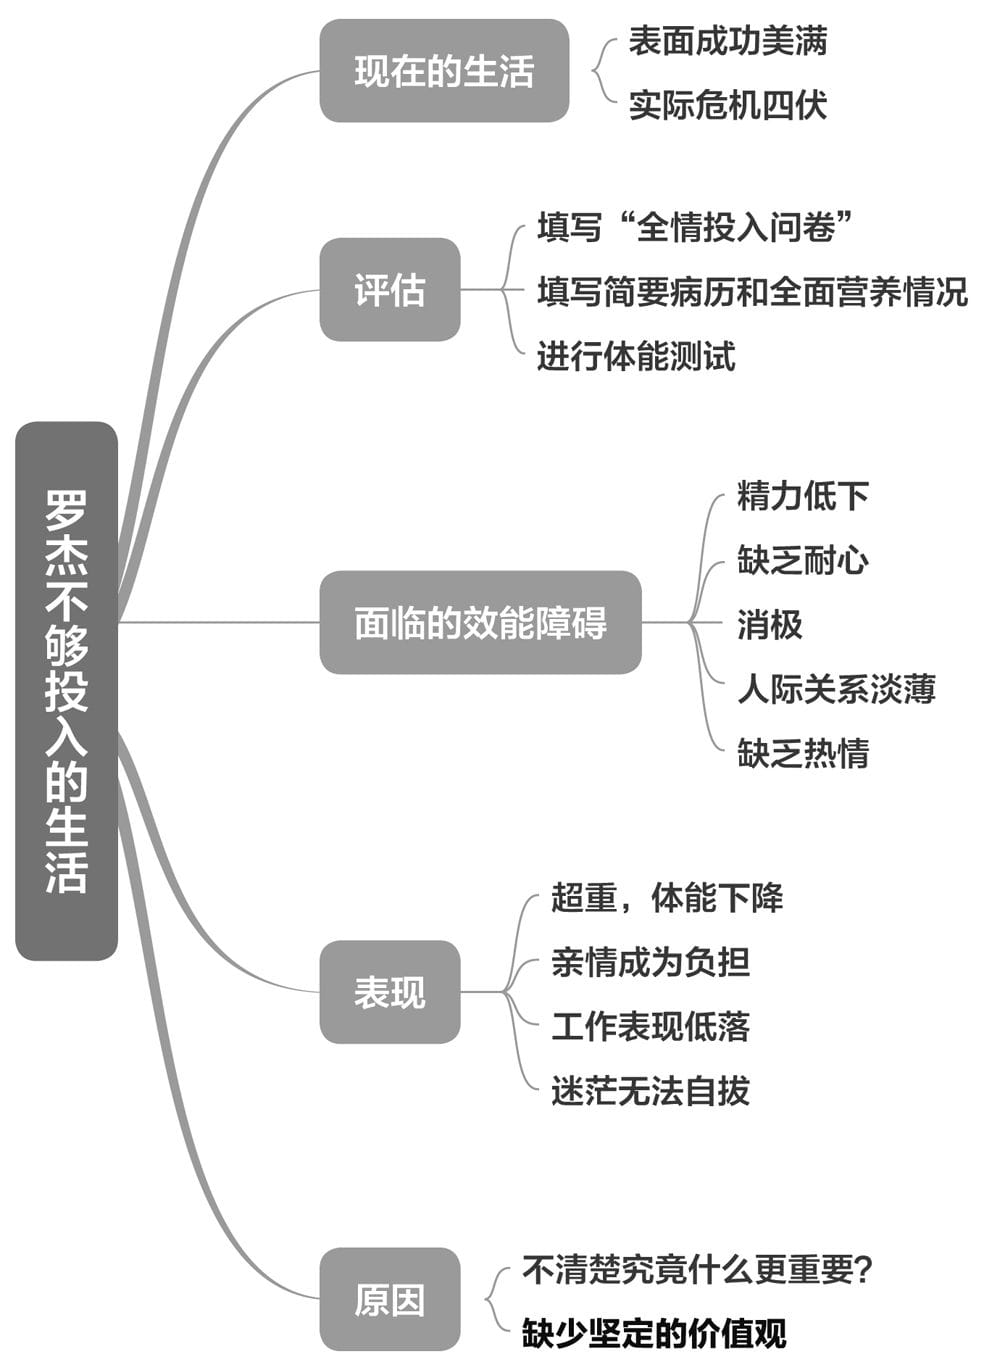 罗杰不够投入的生活
现在的生活
表面成功美满
实际危机四伏
评估
填写“全情投入问卷”
填写简要病历和全面营养情况
进行体能测试
面临的效能障碍
精力低下
缺乏耐心
消极
人际关系淡薄
缺乏热情
表现
超重，体能下降
亲情成为负担
工作表现低落
迷茫无法自拔
原因
不清楚究竟什么更重要?
缺少坚定的价值观